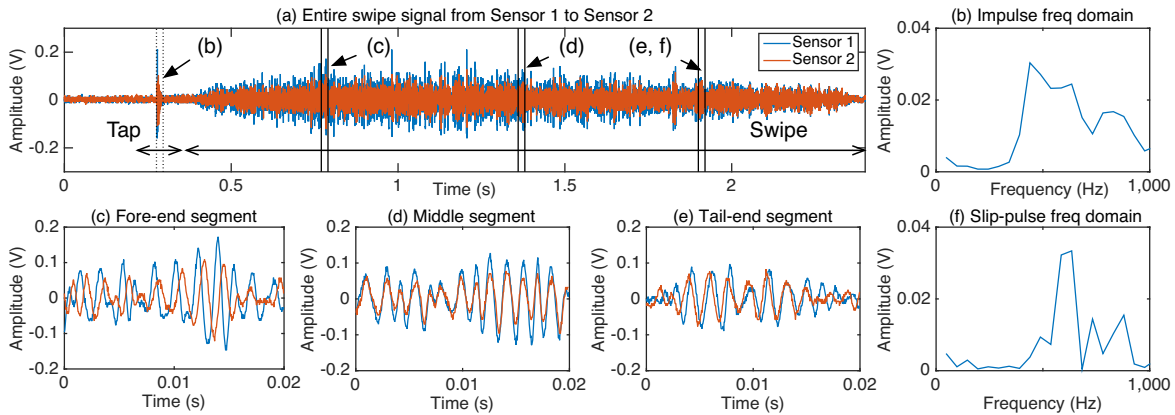 (a) Entire swipe signal from Sensor 1 to Sensor 2
Amplitude (V)
0.2
0
-0.2
(b)
(c)
(d)
(e, f)
Sensor 1
Sensor 2
Tap
Swipe
0
0.5
1
1.5
2
Time (s)
(b) Impulse freq domain
Amplitude (V)
0.04
0.02
0
0
1,000
Frequency (Hz)
(c) Fore-end segment
Amplitude (V)
0.2
0.1
0
-0.1
-0.2
0
0.01
0.02
Time (s)
(d) Middle segment
Amplitude (V)
0.2
0.1
0
-0.1
-0.2
0
0.01
0.02
Time (s)
(e) Tail-end segment
Amplitude (V)
0.2
0.1
0
-0.1
-0.2
0
0.01
0.02
Time (s)
(f) Slip-pulse freq domain
Amplitude (V)
0.04
0.02
0
0
1,000
Frequency (Hz)